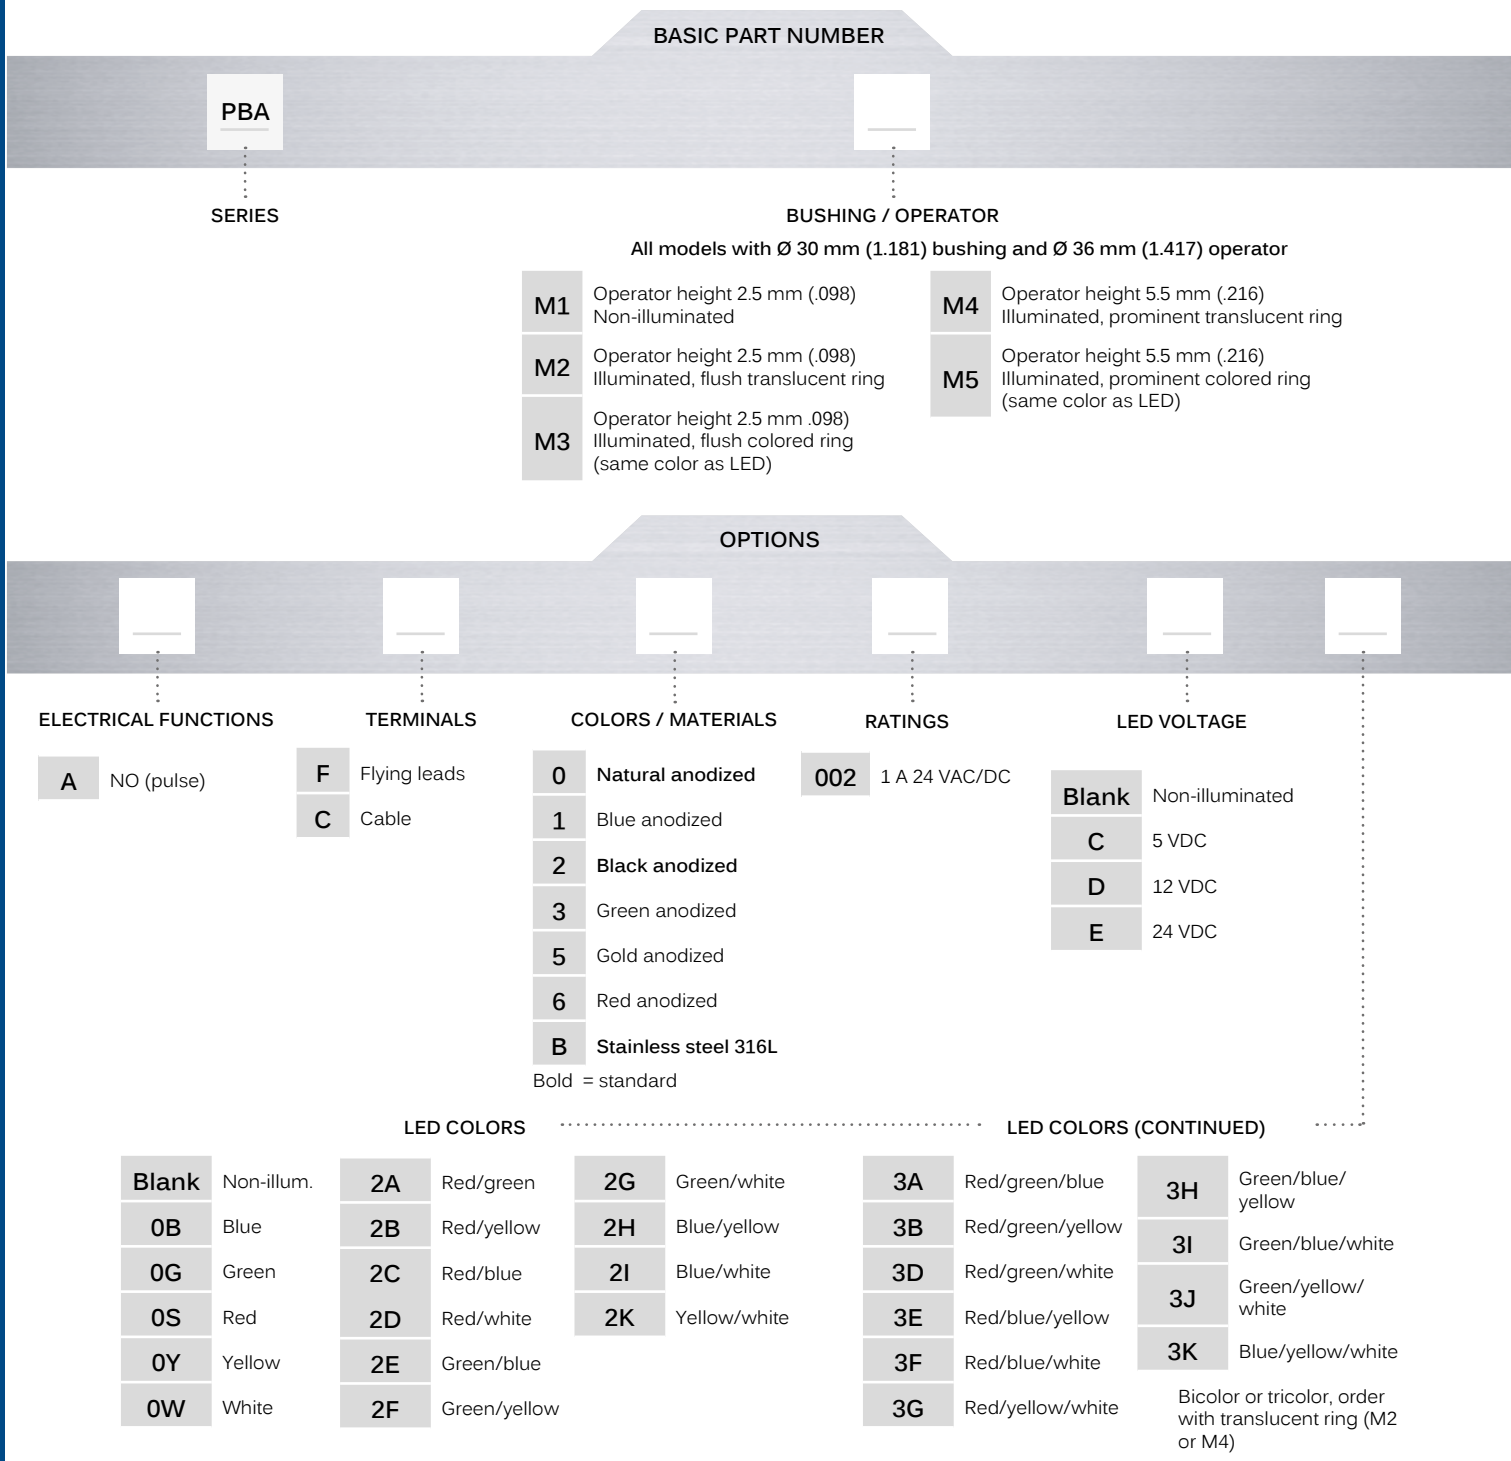 BASIC PART NUMBER
PBA
SERIES
BUSHING / OPERATOR
All models with Ø 30 mm (1.181) bushing and Ø 36 mm (1.417) operator
M1
Operator height 2.5 mm (.098)
Non-illuminated
M2
Operator height 2.5 mm (.098)
Illuminated, flush translucent ring
M3
Operator height 2.5 mm .098)
Illuminated, flush colored ring
(same color as LED)
M4
Operator height 5.5 mm (.216)
Illuminated, prominent translucent ring
M5
Operator height 5.5 mm (.216)
Illuminated, prominent colored ring
(same color as LED)
OPTIONS
ELECTRICAL FUNCTIONS
A NO (pulse)
TERMINALS
F Flying leads
C Cable
COLORS / MATERIALS
0 Natural anodized
1 Blue anodized
2 Black anodized
3 Green anodized
5 Gold anodized
6 Red anodized
B Stainless steel 316L
Bold = standard
RATINGS
002 1 A 24 VAC/DC
LED VOLTAGE
Blank Non-illuminated
C 5 VDC
D 12 VDC
E 24 VDC
LED COLORS
Blank Non-illum.
0B Blue
0G Green
0S Red
0Y Yellow
0W White
2A Red/green
2B Red/yellow
2C Red/blue
2D Red/white
2E Green/blue
2F Green/yellow
2G Green/white
2H Blue/yellow
2I Blue/white
2K Yellow/white
LED COLORS (CONTINUED)
3A Red/green/blue
3B Red/green/yellow
3D Red/green/white
3E Red/blue/yellow
3F Red/blue/white
3G Red/yellow/white
3H Green/blue/
yellow
3I Green/blue/white
3J Green/yellow/
white
3K Blue/yellow/white
Bicolor or tricolor, order
with translucent ring (M2
or M4)